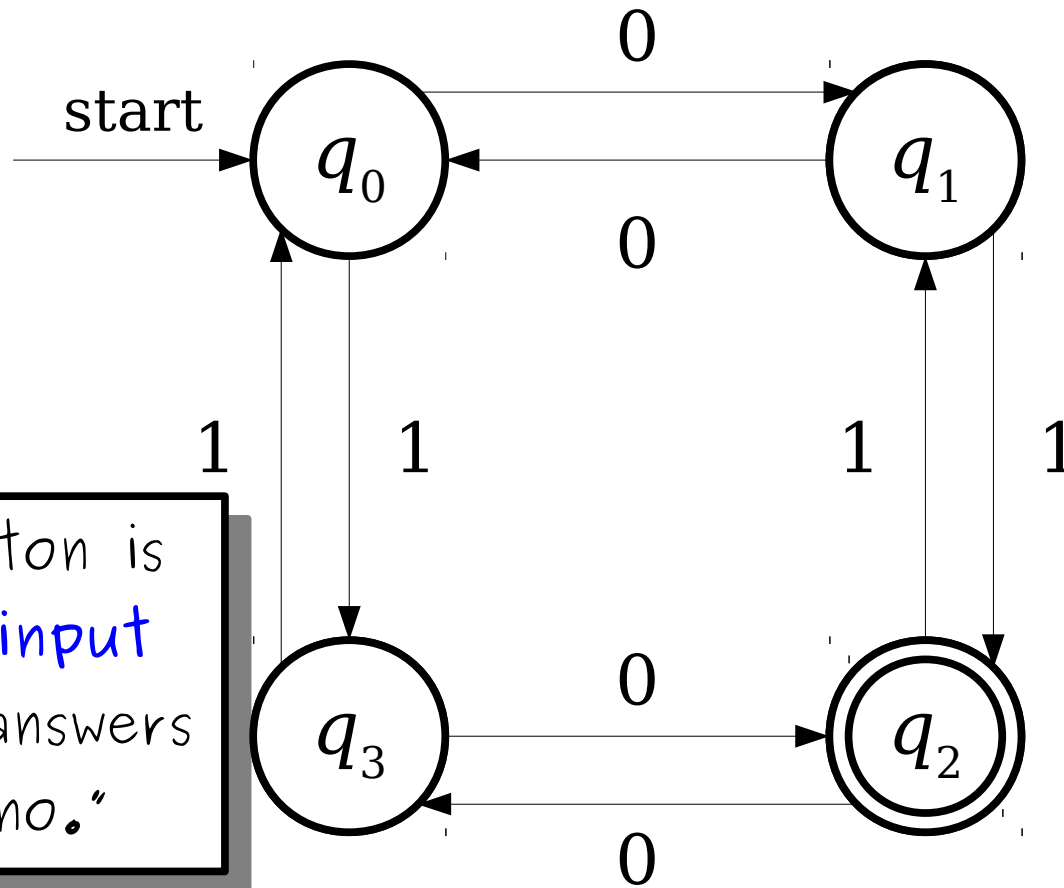 0
start
q0 q1
0
1 1 1 1
ton is
input
answers
no.”
0
q3 q2
0